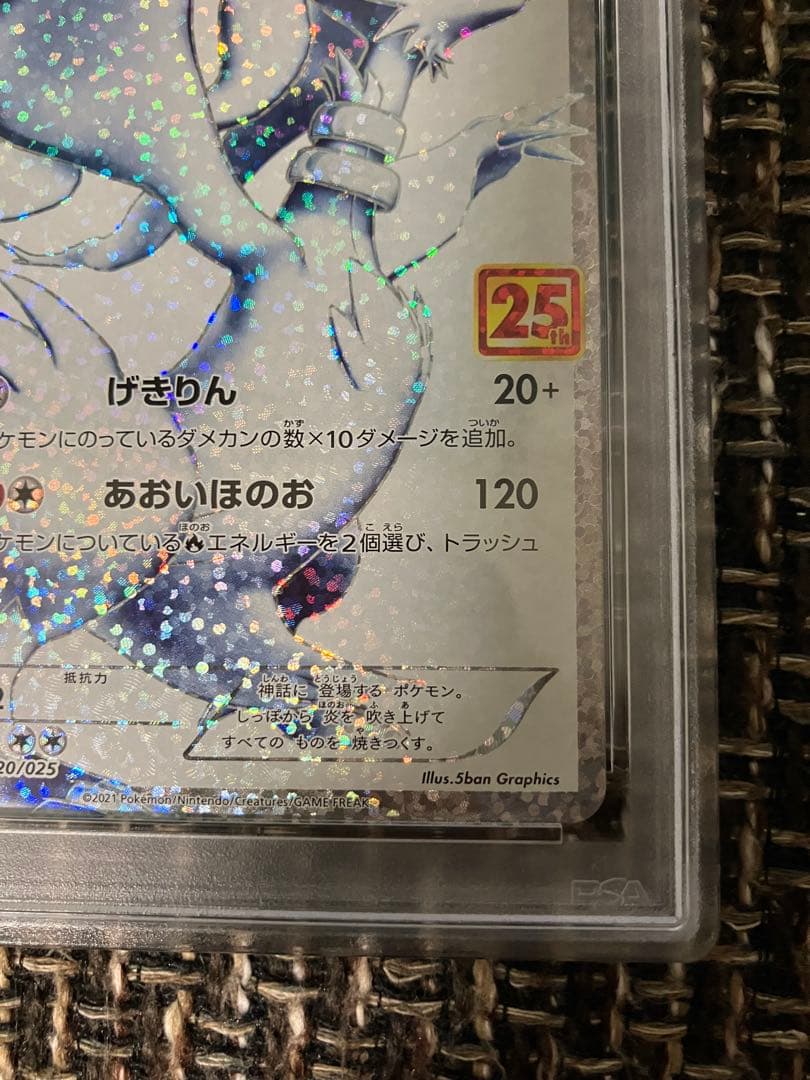 25th
げきりん 20+
ケモンにのっているダメカンの数×10ダメージを追加。
あおいほのお 120
ケモンについているエネルギーを2個選び、トラッシュ
抵抗力
神話に 登場する ポケモン。
しっぽから 炎を 吹き上げて
すべての ものを 焼きつくす。
20/025
Illus.5ban Graphics
©2021 Pokémon/Nintendo/Creatures/GAME FREAK
PSA